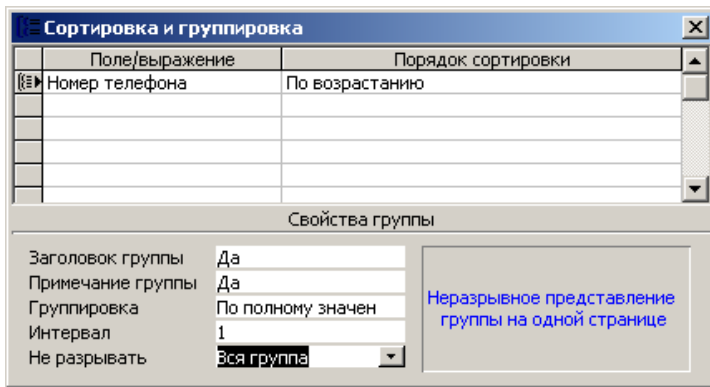 Сортировка и группировка
Поле/выражение Порядок сортировки
Номер телефона По возрастанию
Свойства группы
Заголовок группы Да
Примечание группы Да
Группировка По полному значен
Интервал 1
Не разрывать Вся группа
Неразрывное представление
группы на одной странице